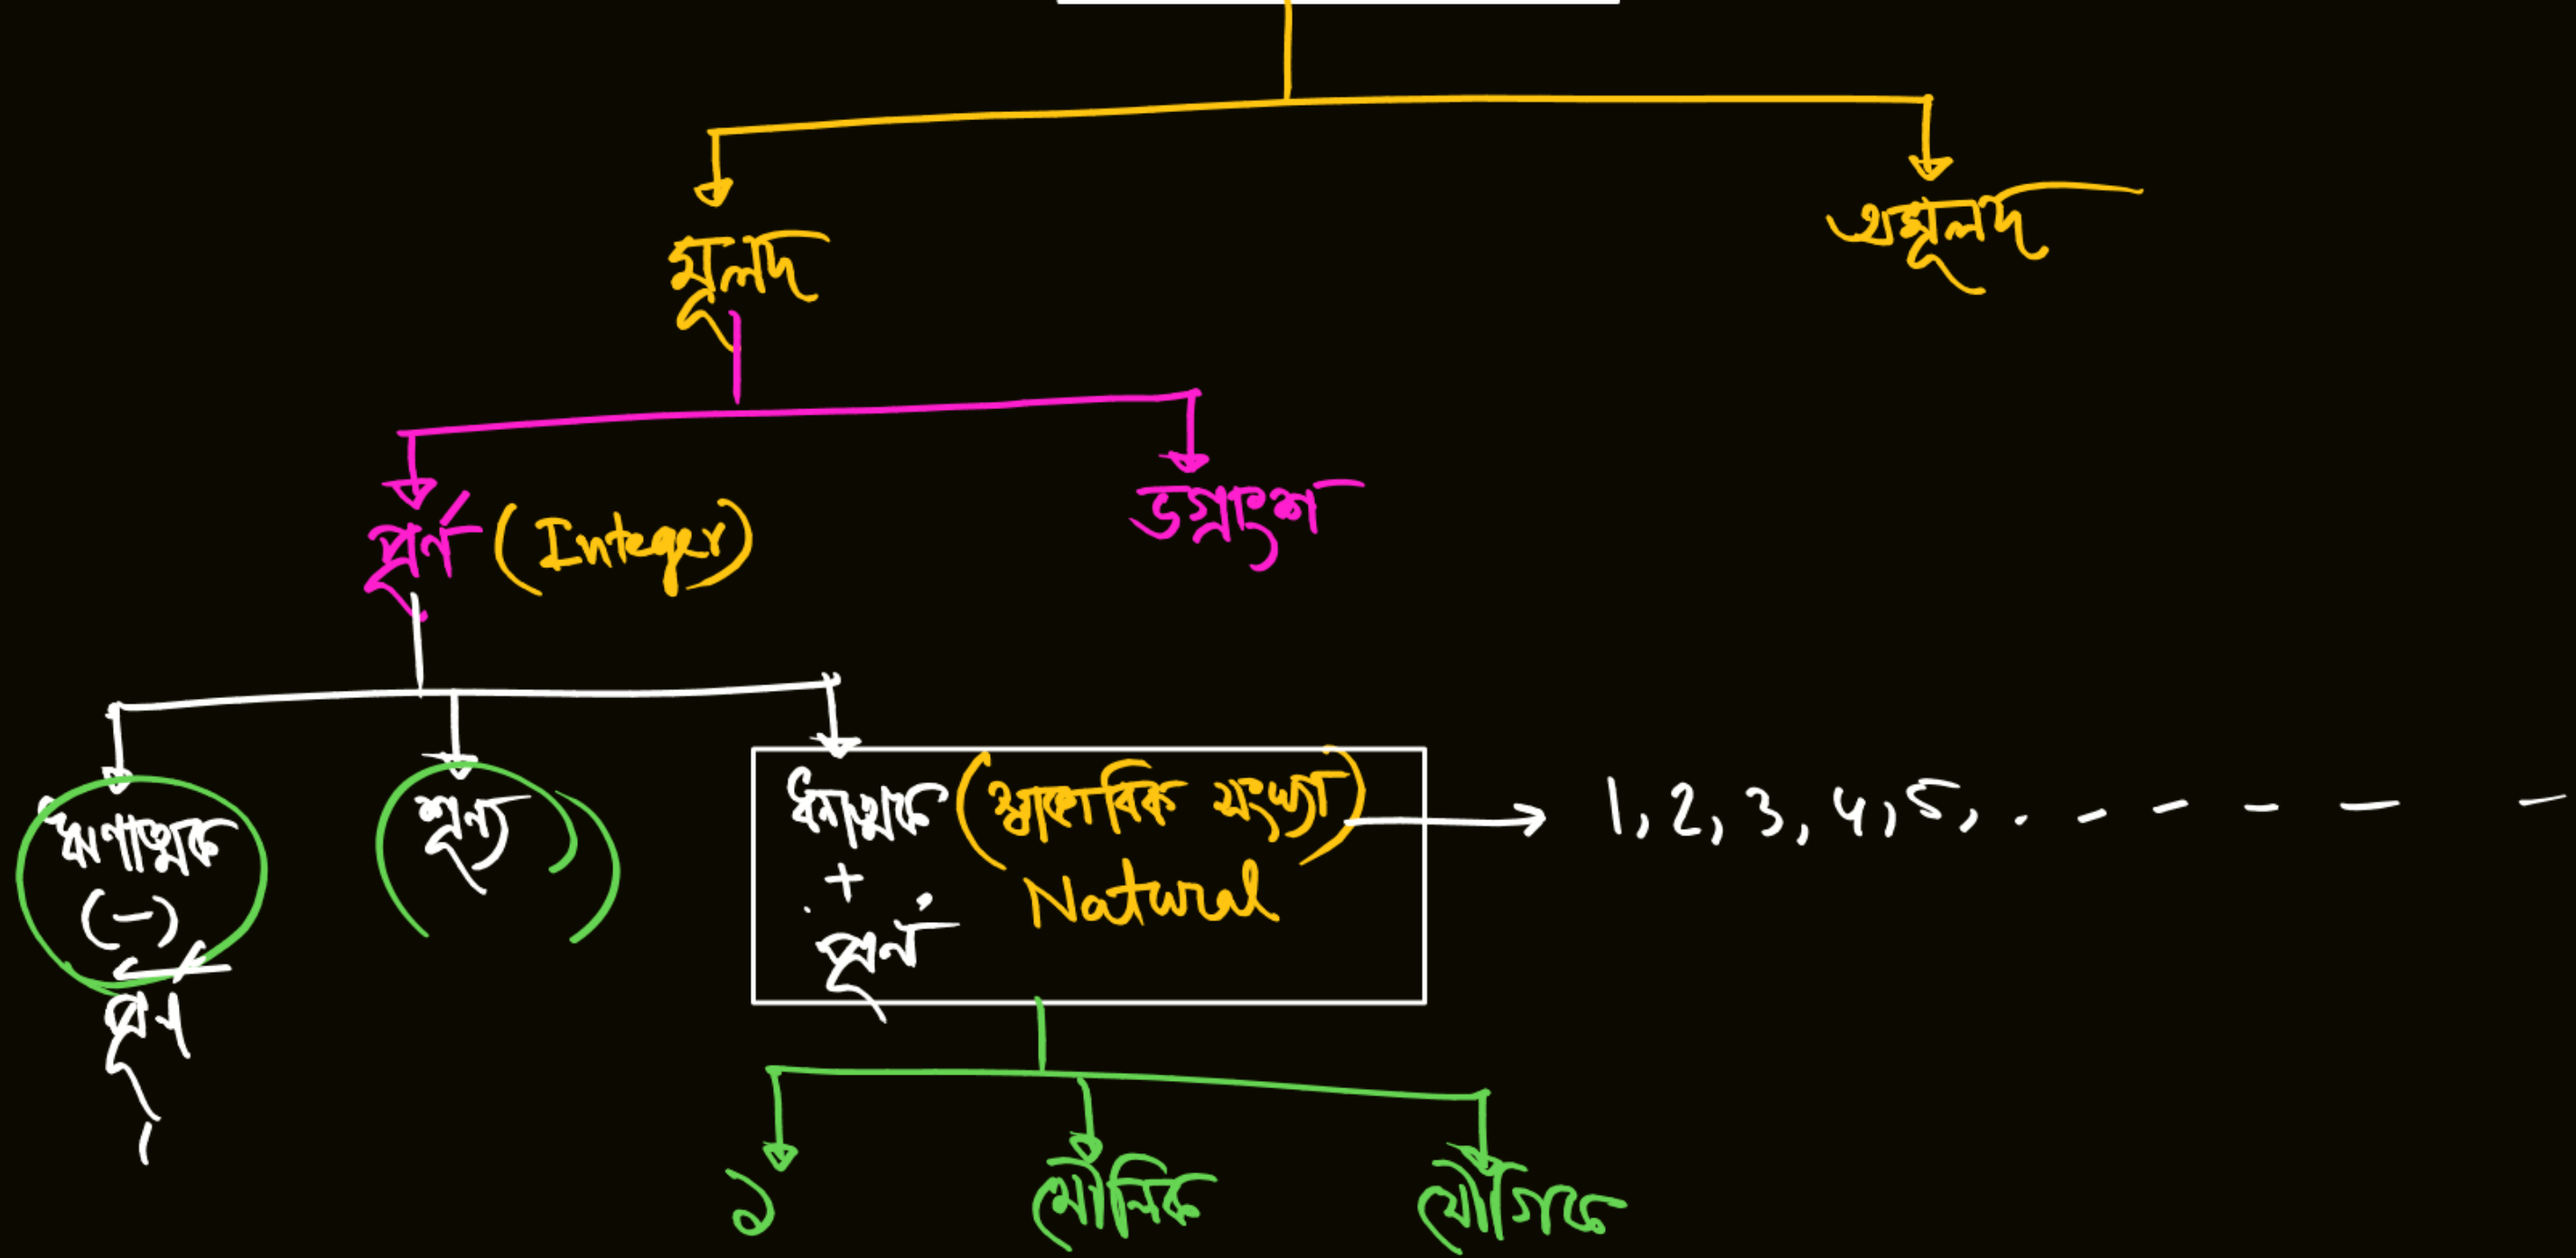 মূলদ
অমূলদ
পূর্ণ (Integer)
ভগ্নাংশ
ঋণাত্মক
(-)
পূর্ণ
শূন্য
ধনাত্মক (স্বাভাবিক সংখ্যা)
+
পূর্ণ
Natural
1, 2, 3, 4, 5, . - - - - -
১
মৌলিক
যৌগিক